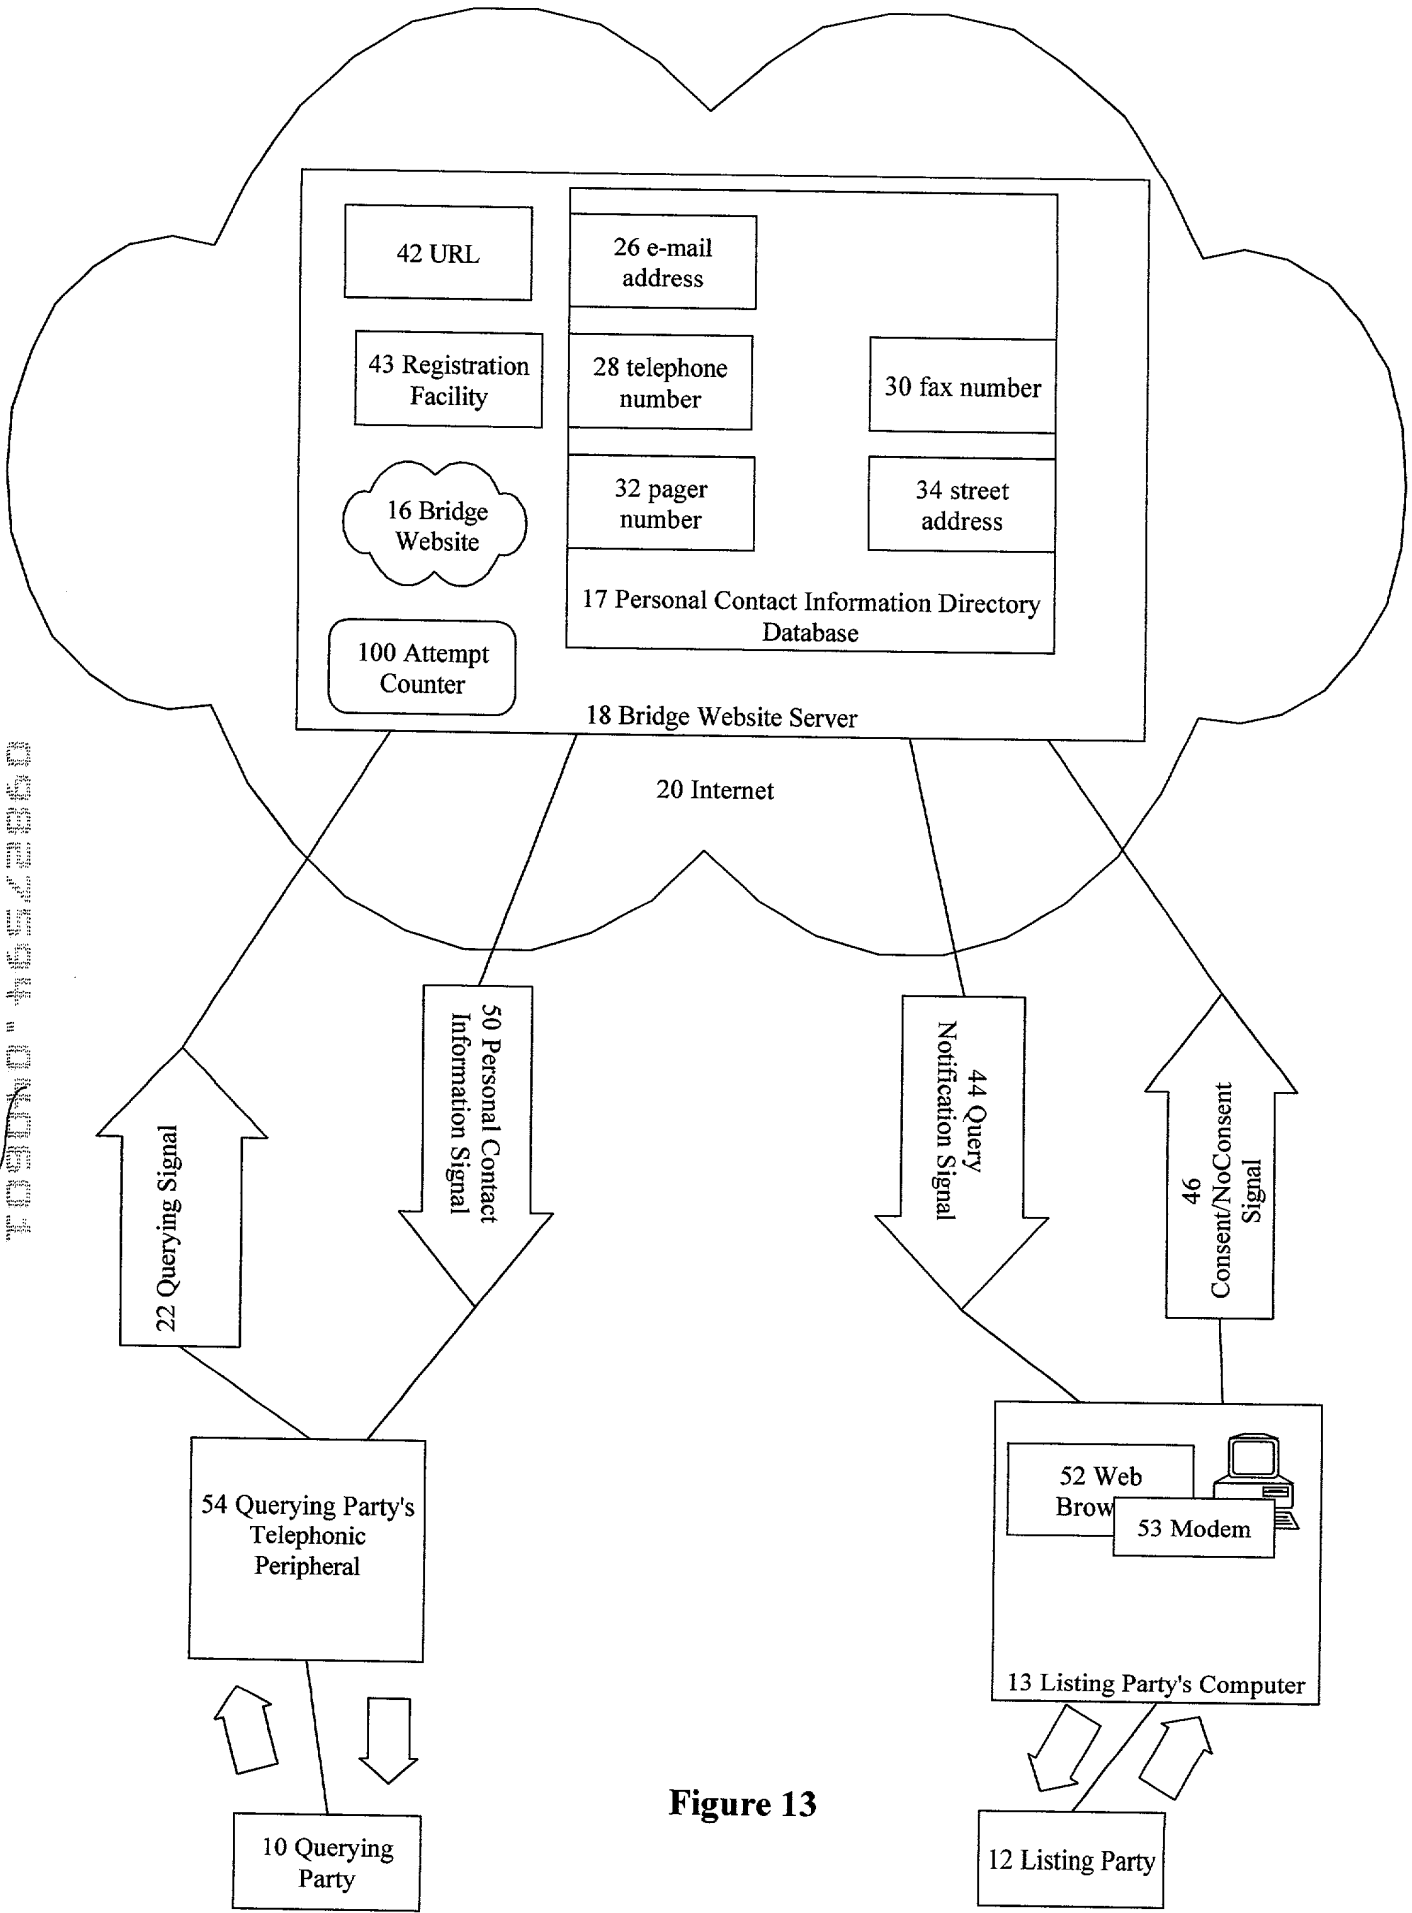 42 URL
26 e-mail
address
43 Registration
Facility
28 telephone
number
30 fax number
16 Bridge
Website
32 pager
number
34 street
address
17 Personal Contact Information Directory
Database
100 Attempt
Counter
18 Bridge Website Server
20 Internet
22 Querying Signal
50 Personal Contact
Information Signal
44 Query
Notification Signal
46
Consent/NoConsent
Signal
54 Querying Party's
Telephonic
Peripheral
52 Web
Brow
53 Modem
13 Listing Party's Computer
10 Querying
Party
12 Listing Party
Figure 13